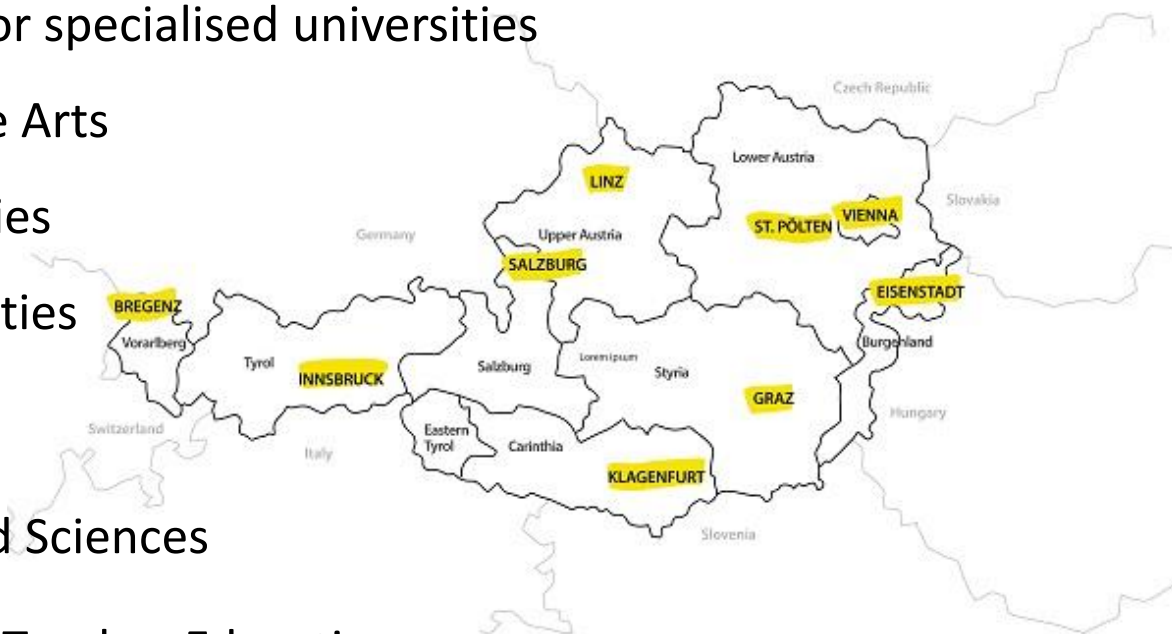 or specialised universities
e Arts
ies
ties
d Sciences
Czech Republic
Lower Austria
LINZ
Slovakia
VIENNA
ST. PÖLTEN
Germany
Upper Austria
SALZBURG
EISENSTADT
BREGENZ
Vorarlberg
Burgenland
Tyrol
Lorem ipsum
Salzburg
Styria
INNSBRUCK
GRAZ
Hungary
Switzerland
Eastern
Tyrol
Carinthia
Italy
KLAGENFURT
Slovenia